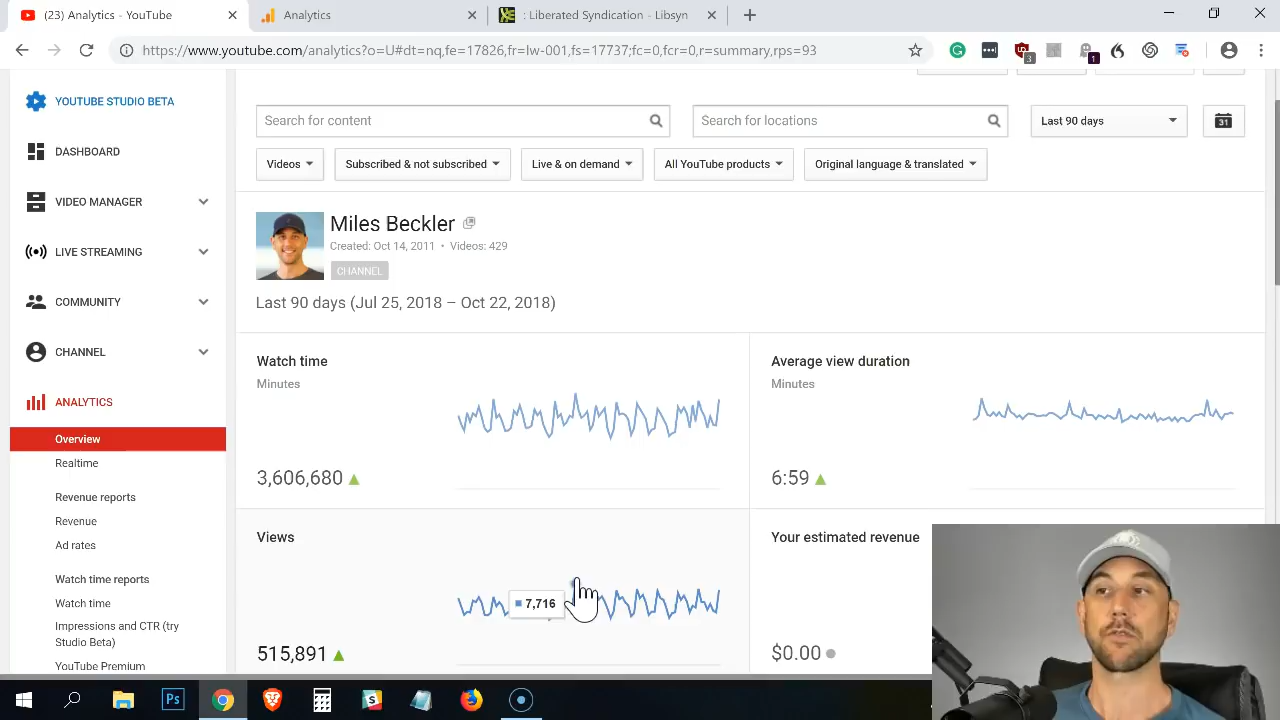 (23) Analytics - YouTube
Analytics
: Liberated Syndication - Libsyn
https://www.youtube.com/analytics?o=U#dt=nq,fe=17826,fr=lw-001,fs=17737,fc=0,fcr=0,r=summary,rps=93
3
1
YOUTUBE STUDIO BETA
DASHBOARD
VIDEO MANAGER
LIVE STREAMING
COMMUNITY
CHANNEL
ANALYTICS
Overview
Realtime
Revenue reports
Revenue
Ad rates
Watch time reports
Watch time
Impressions and CTR (try
Studio Beta)
YouTube Premium
Search for content
Search for locations
Last 90 days
31
Videos
Subscribed & not subscribed
Live & on demand
All YouTube products
Original language & translated
Miles Beckler
Created: Oct 14, 2011 • Videos: 429
CHANNEL
Last 90 days (Jul 25, 2018 – Oct 22, 2018)
Watch time
Minutes
3,606,680
Average view duration
Minutes
6:59
Views
7,716
515,891
Your estimated revenue
$0.00
Ps